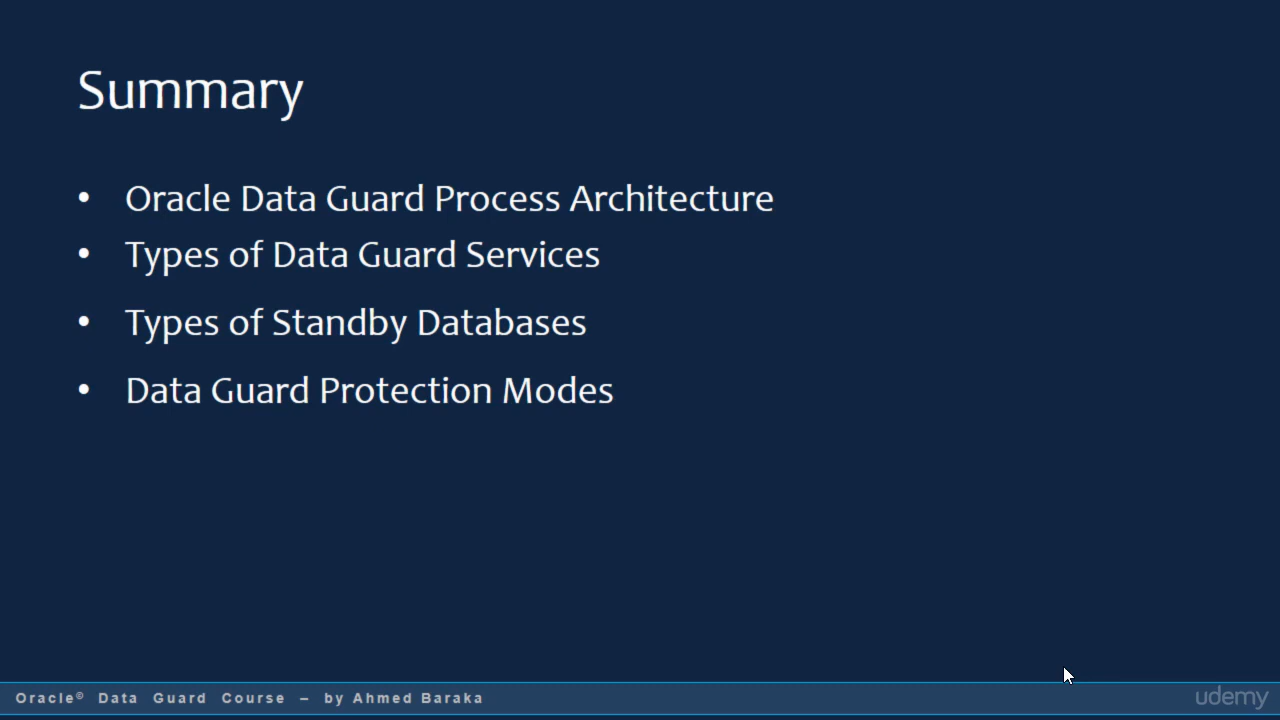 Summary
• Oracle Data Guard Process Architecture
• Types of Data Guard Services
• Types of Standby Databases
• Data Guard Protection Modes
Oracle© Data Guard Course – by Ahmed Baraka
udemy